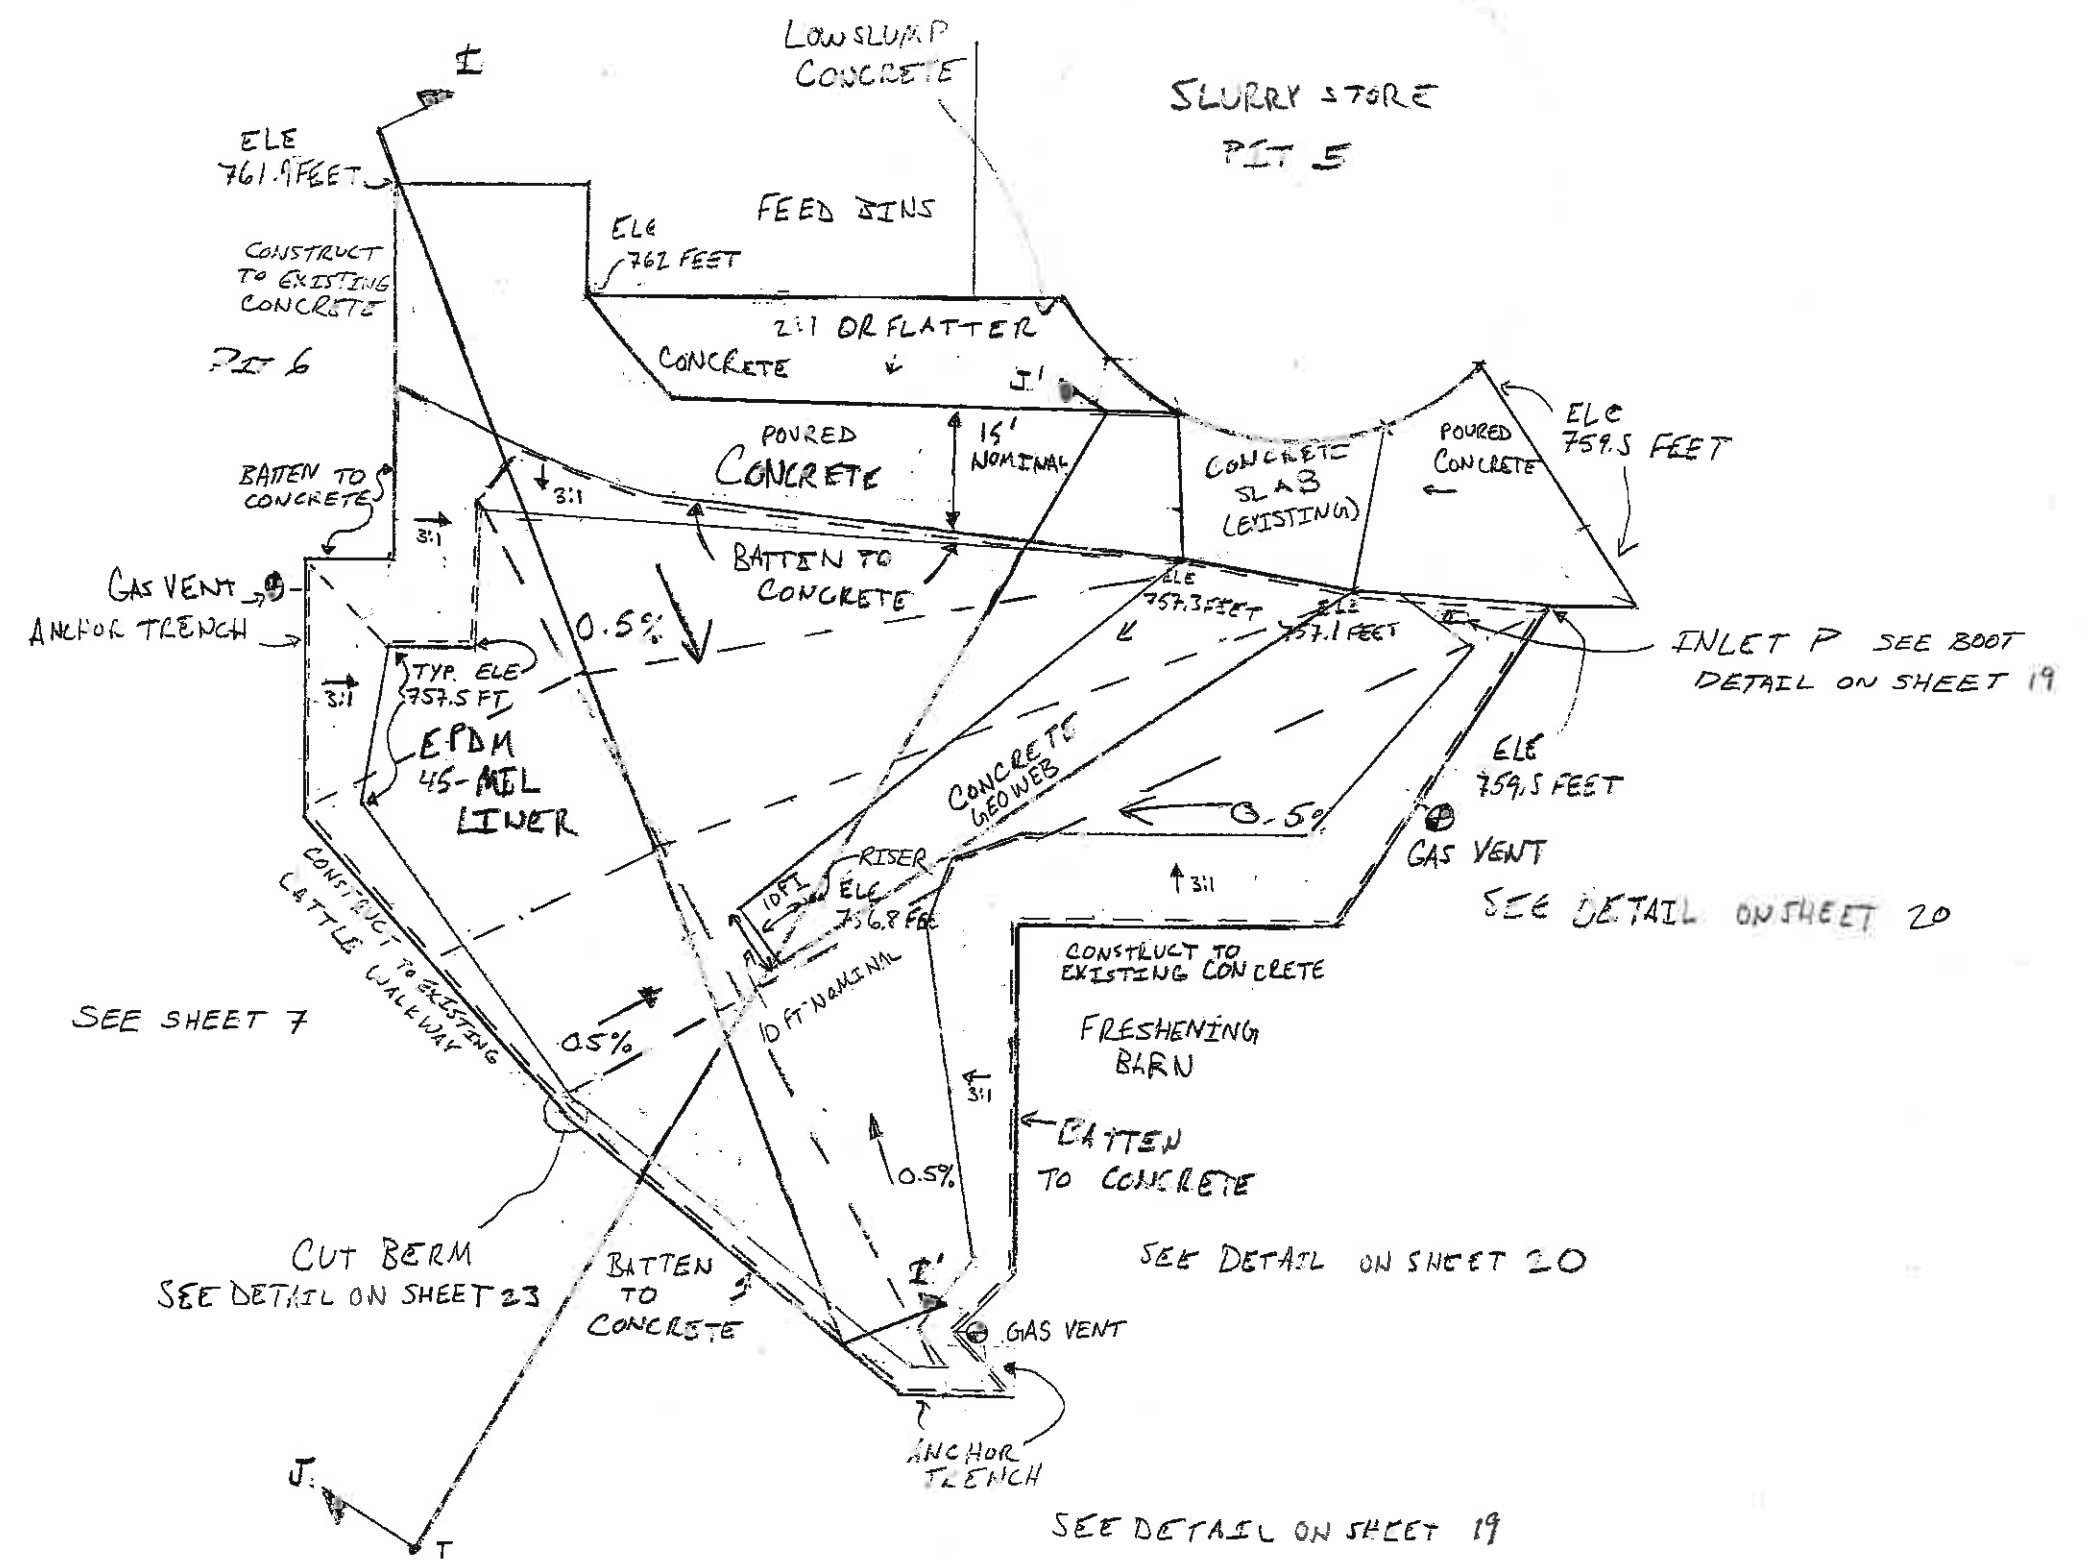 I
LOW SLUMP
CONCRETE
SLURRY STORE
PIT 5
ELE
761.9 FEET
FEED BINS
ELE
762 FEET
CONSTRUCT
TO EXISTING
CONCRETE
PIT 6
2:1 OR FLATTER
CONCRETE
J'
15'
NOMINAL
POURED
CONCRETE
CONCRETE
SLAB
(EXISTING)
POURED
CONCRETE
ELE
759.5 FEET
BATTEN TO
CONCRETE
3:1
3:1
BATTEN TO
CONCRETE
GAS VENT
ANCHOR TRENCH
0.5%
ELE
757.3 FEET
ELE
757.1 FEET
INLET P SEE BOOT
DETAIL ON SHEET 19
3:1
TYP. ELE
757.5 FT
EPDM
45-MIL
LINER
CONCRETE
GEOWEB
ELE
759.5 FEET
0.5%
GAS VENT
SEE DETAIL ON SHEET 20
CONSTRUCT TO EXISTING
CATTLE WALKWAY
10 FT
RISER
ELE
756.8 FEE
3:1
10 FT NOMINAL
CONSTRUCT TO
EXISTING CONCRETE
SEE SHEET 7
0.5%
FRESHENING
BARN
3:1
BATTEN
TO CONCRETE
0.5%
CUT BERM
SEE DETAIL ON SHEET 23
BATTEN
TO
CONCRETE
SEE DETAIL ON SHEET 20
I'
GAS VENT
ANCHOR
TRENCH
J
T
SEE DETAIL ON SHEET 19